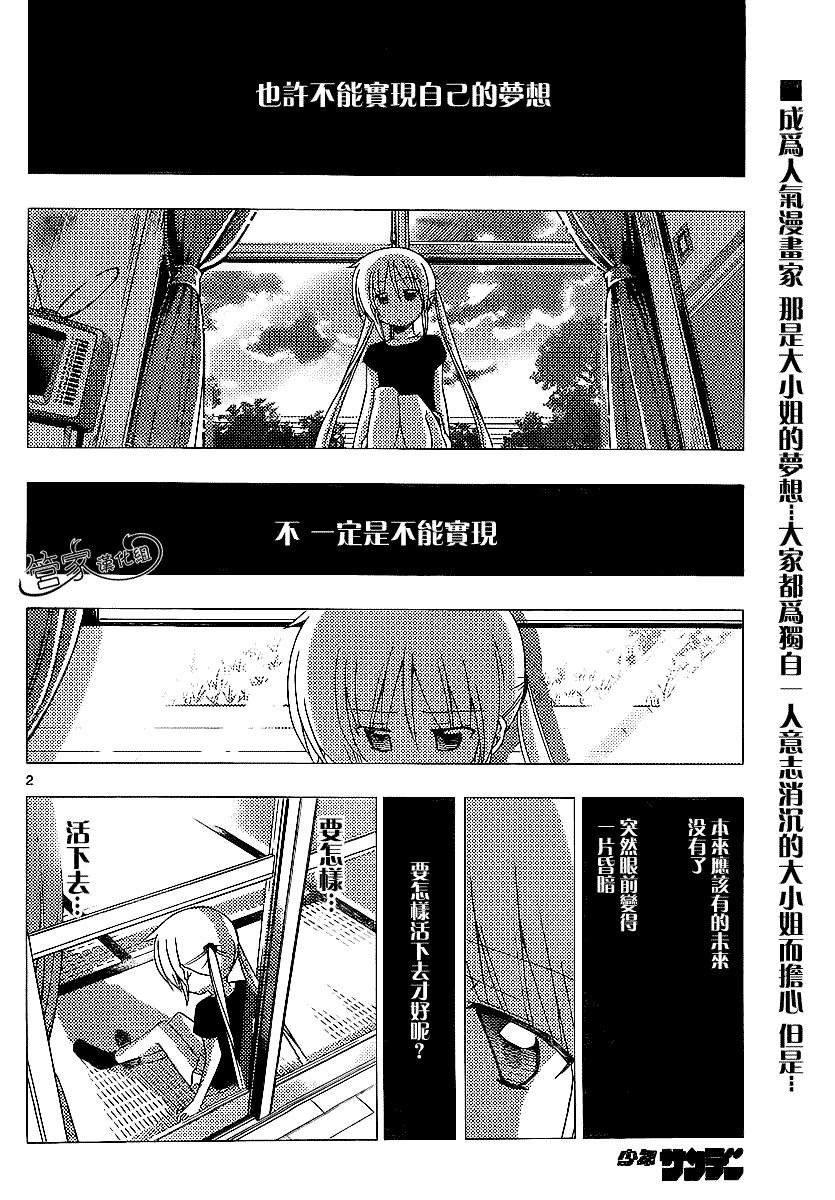 ■成爲人氣漫畫家 那是大小姐的夢想…大家都爲獨自一人意志消沉的大小姐而擔心 但是…
也許不能實現自己的夢想
不 一定是不能實現
管家
漢化組
2
本來應該有的未來
没有了
突然眼前變得
一片昏暗
要怎樣活下去才好呢？
要怎樣…
活下去…
少年サンデー